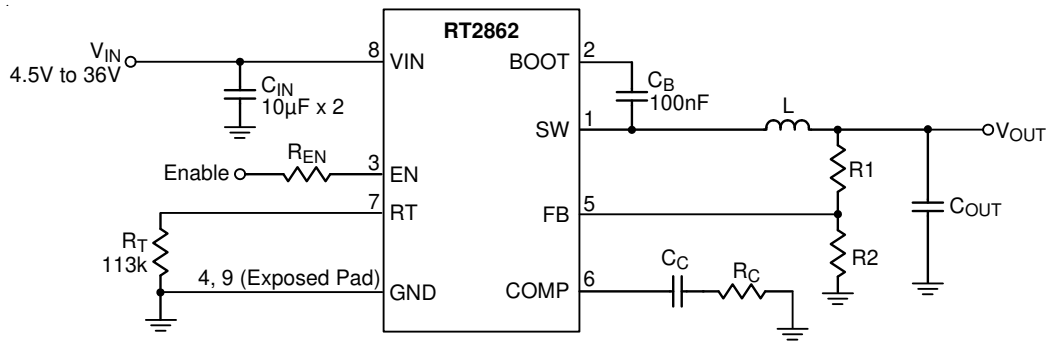 RT2862
VIN
4.5V to 36V
8
VIN
CIN
10µF x 2
BOOT
2
CB
100nF
SW
1
L
VOUT
Enable
REN
3
EN
R1
7
RT
FB
5
COUT
RT
113k
R2
4, 9 (Exposed Pad)
GND
COMP
6
CC
RC